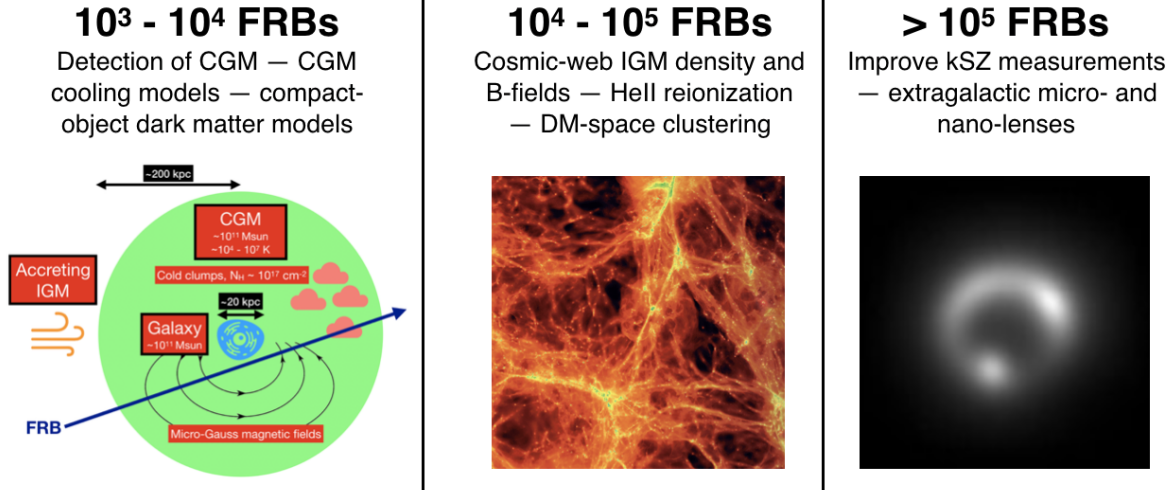 10³ - 10⁴ FRBs
Detection of CGM — CGM
cooling models — compact-
object dark matter models
~200 kpc
CGM
~10¹¹ Msun
~10⁴ - 10⁷ K
Accreting
IGM
Cold clumps, Nʜ ~ 10¹⁷ cm⁻²
~20 kpc
Galaxy
~10¹¹ Msun
FRB
Micro-Gauss magnetic fields
10⁴ - 10⁵ FRBs
Cosmic-web IGM density and
B-fields — HeII reionization
— DM-space clustering
> 10⁵ FRBs
Improve kSZ measurements
— extragalactic micro- and
nano-lenses